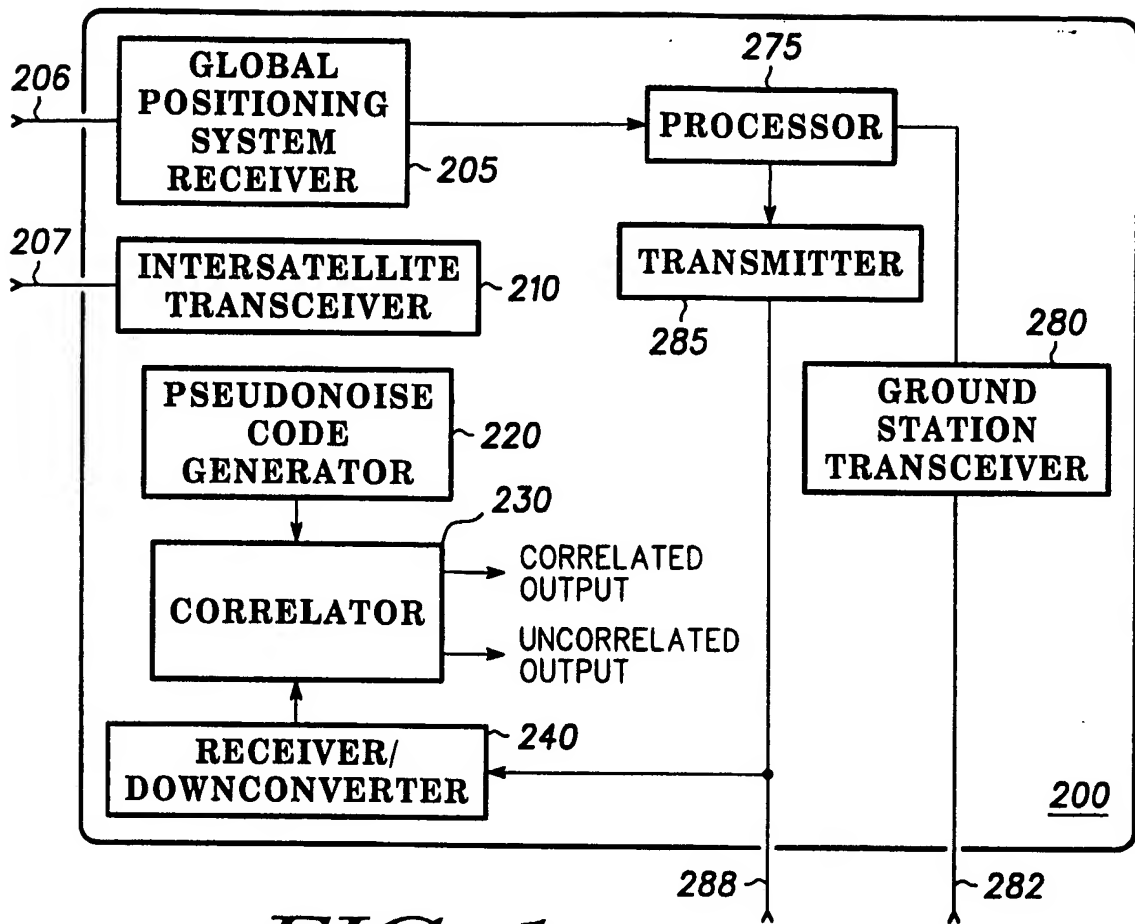 206
GLOBAL
POSITIONING
SYSTEM
RECEIVER
205
275
PROCESSOR
207
INTERSATELLITE
TRANSCEIVER
210
TRANSMITTER
285
280
GROUND
STATION
TRANSCEIVER
PSEUDONOISE
CODE
GENERATOR
220
230
CORRELATOR
CORRELATED
OUTPUT
UNCORRELATED
OUTPUT
240
RECEIVER/
DOWNCONVERTER
200
288
282